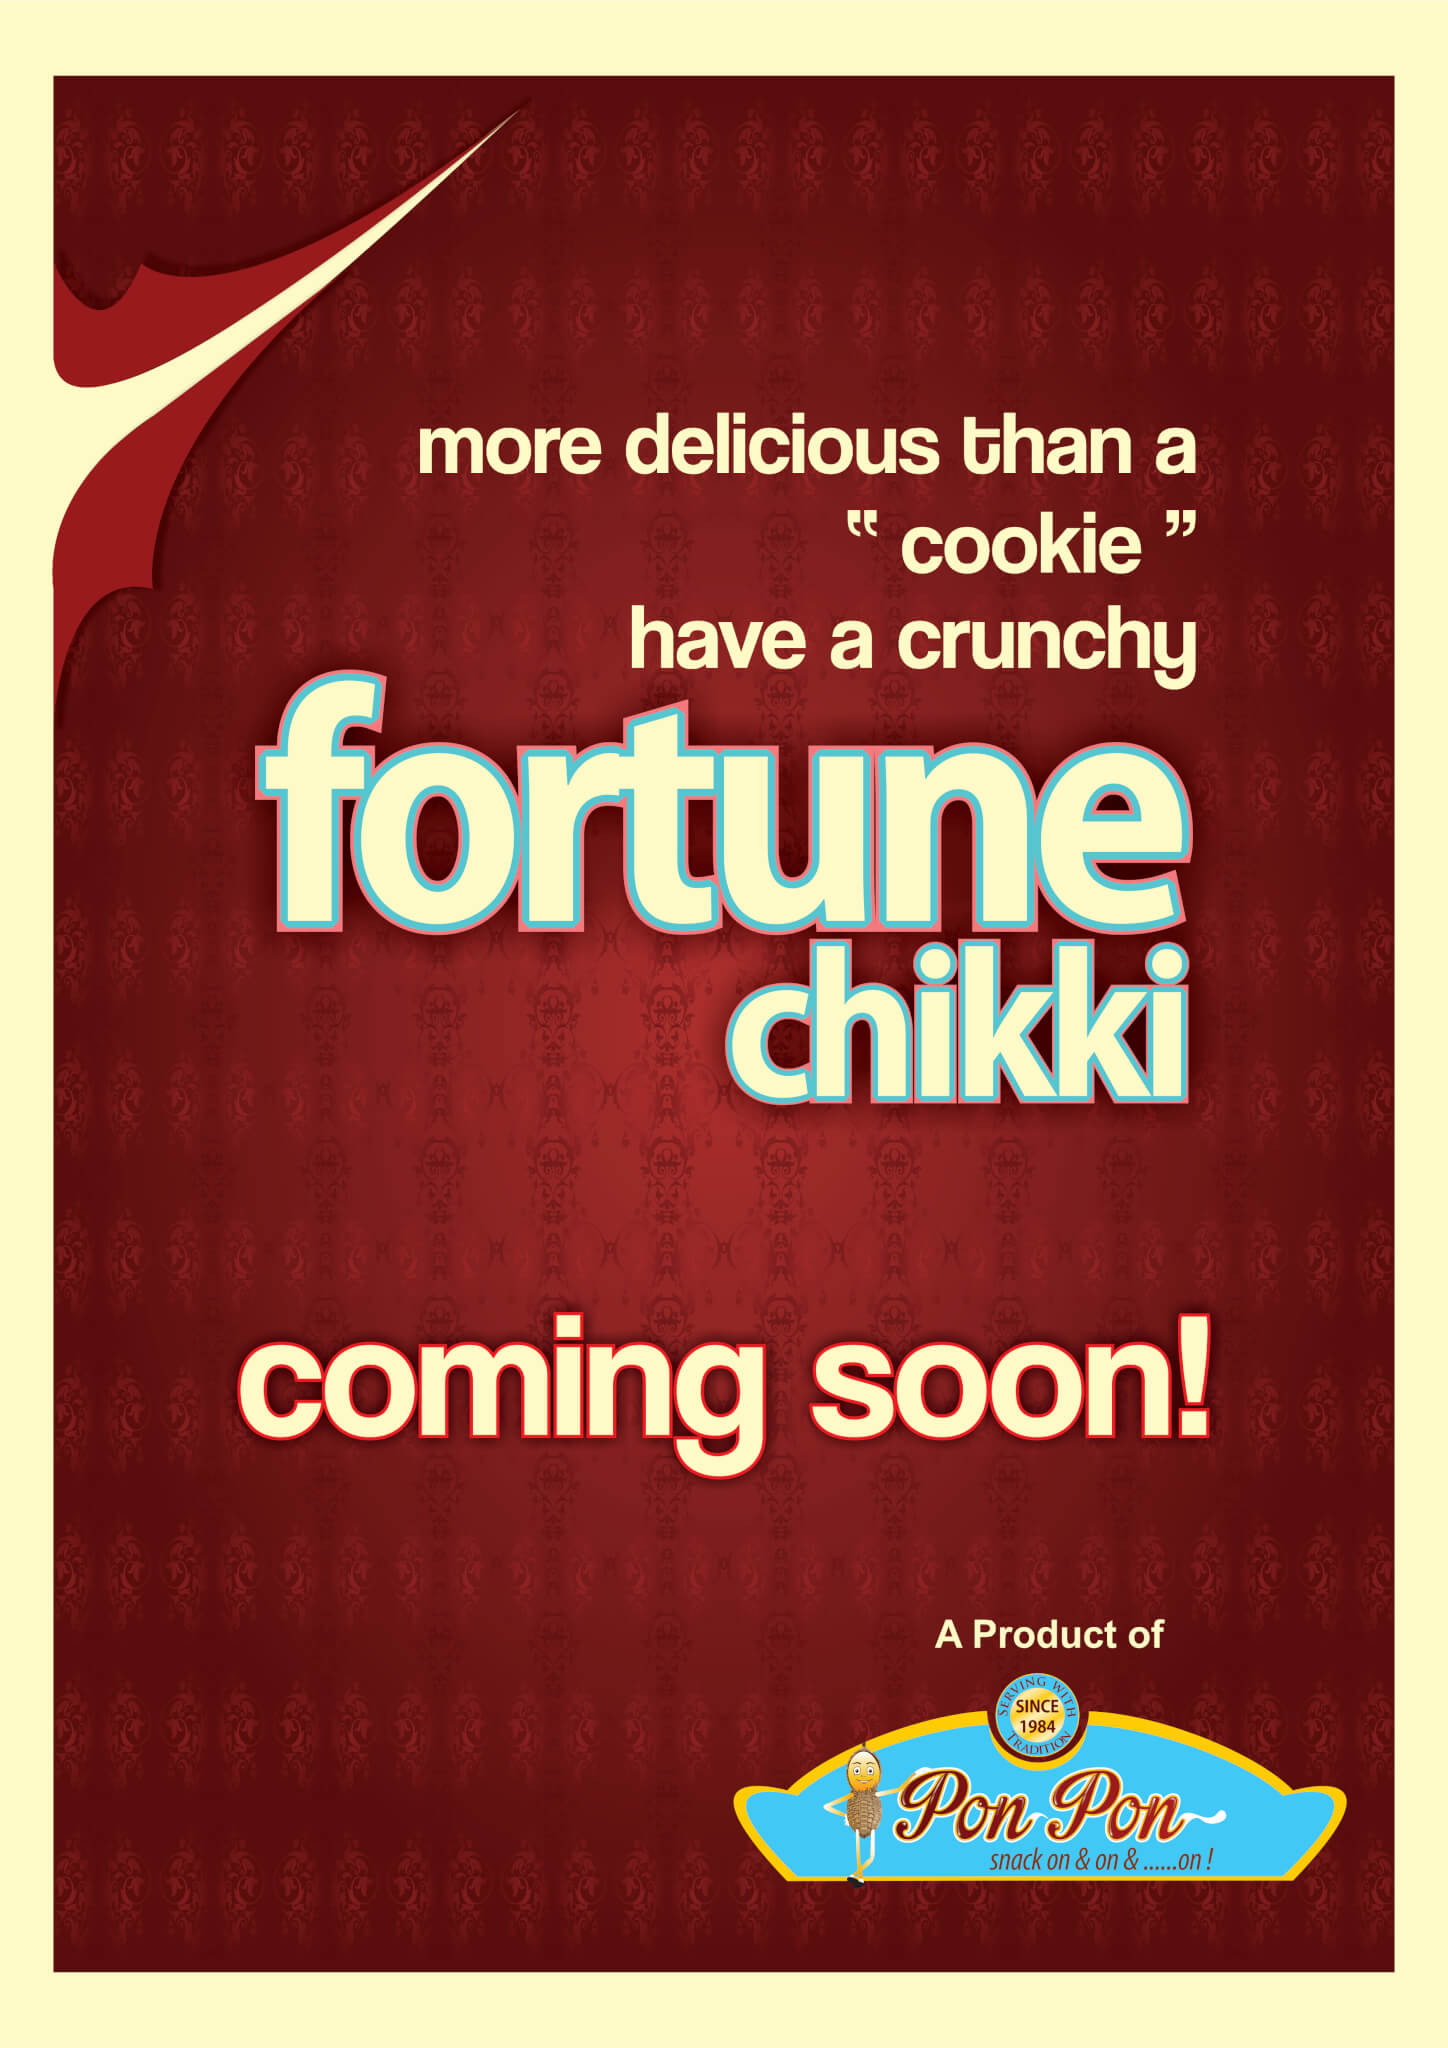 more delicious than a
“ cookie ”
have a crunchy
fortune
chikki
coming soon!
A Product of
SERVING WITH
SINCE
1984
TRADITION
Pon Pon
snack on & on & ......on !